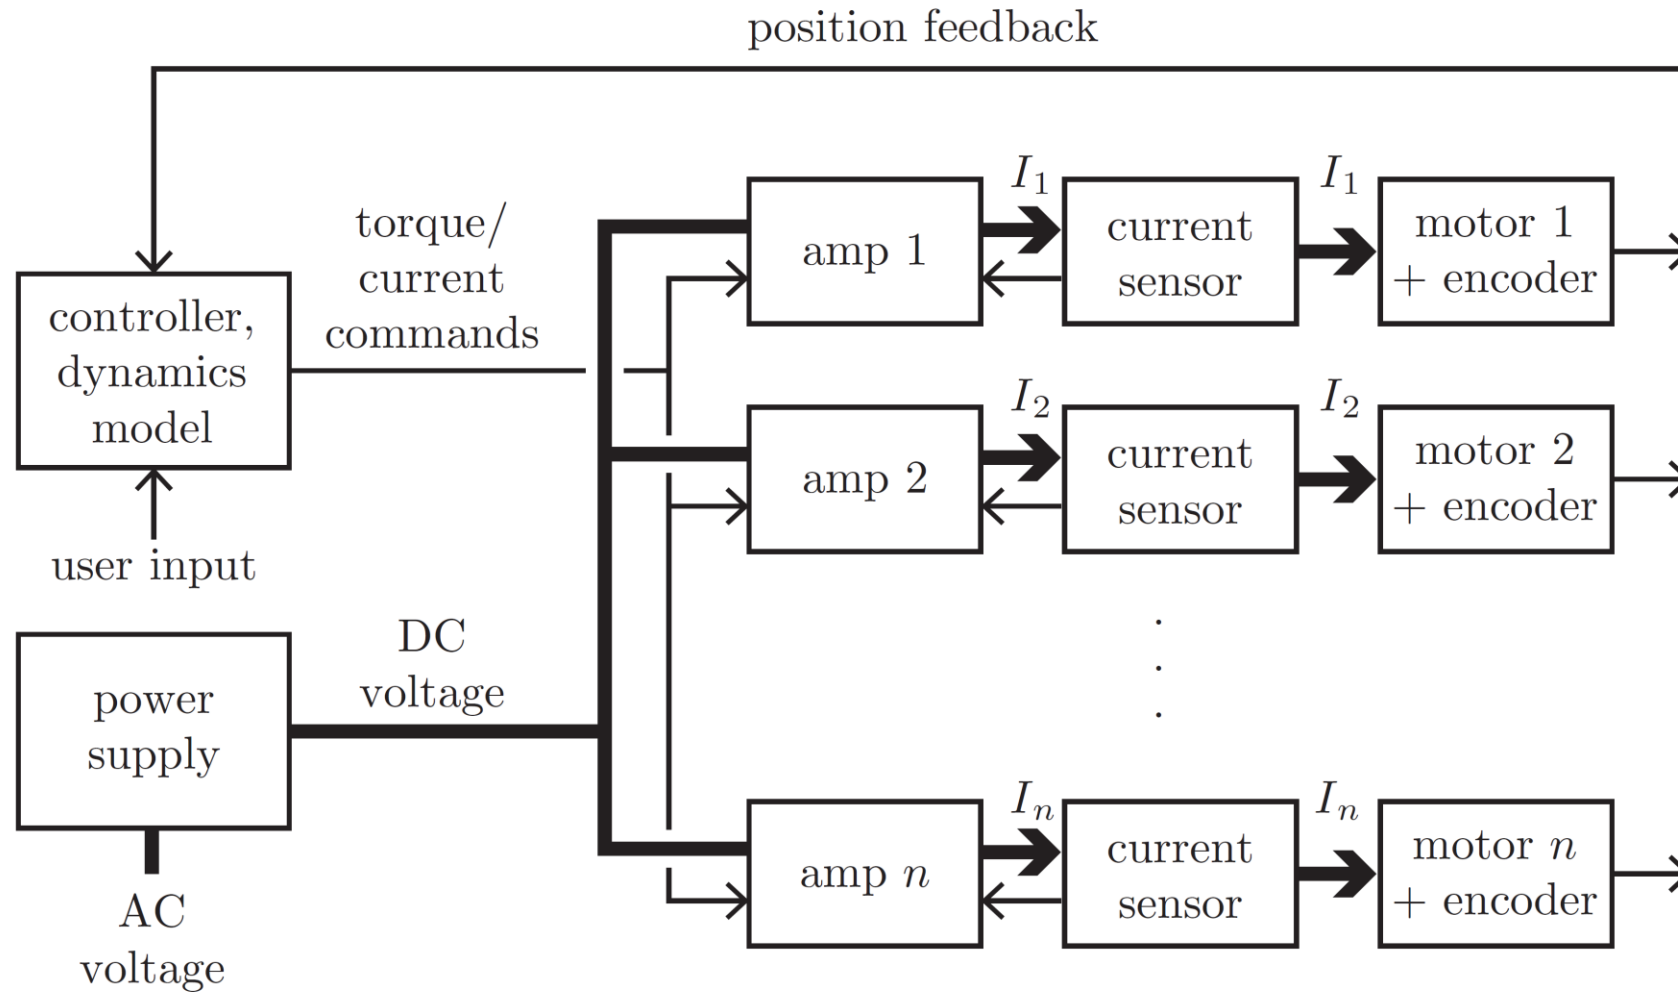 position feedback
torque/
current
commands
controller,
dynamics
model
user input
power
supply
DC
voltage
AC
voltage
amp 1
I₁
current
sensor
I₁
motor 1
+ encoder
amp 2
I₂
current
sensor
I₂
motor 2
+ encoder
.
.
.
amp n
Iₙ
current
sensor
Iₙ
motor n
+ encoder